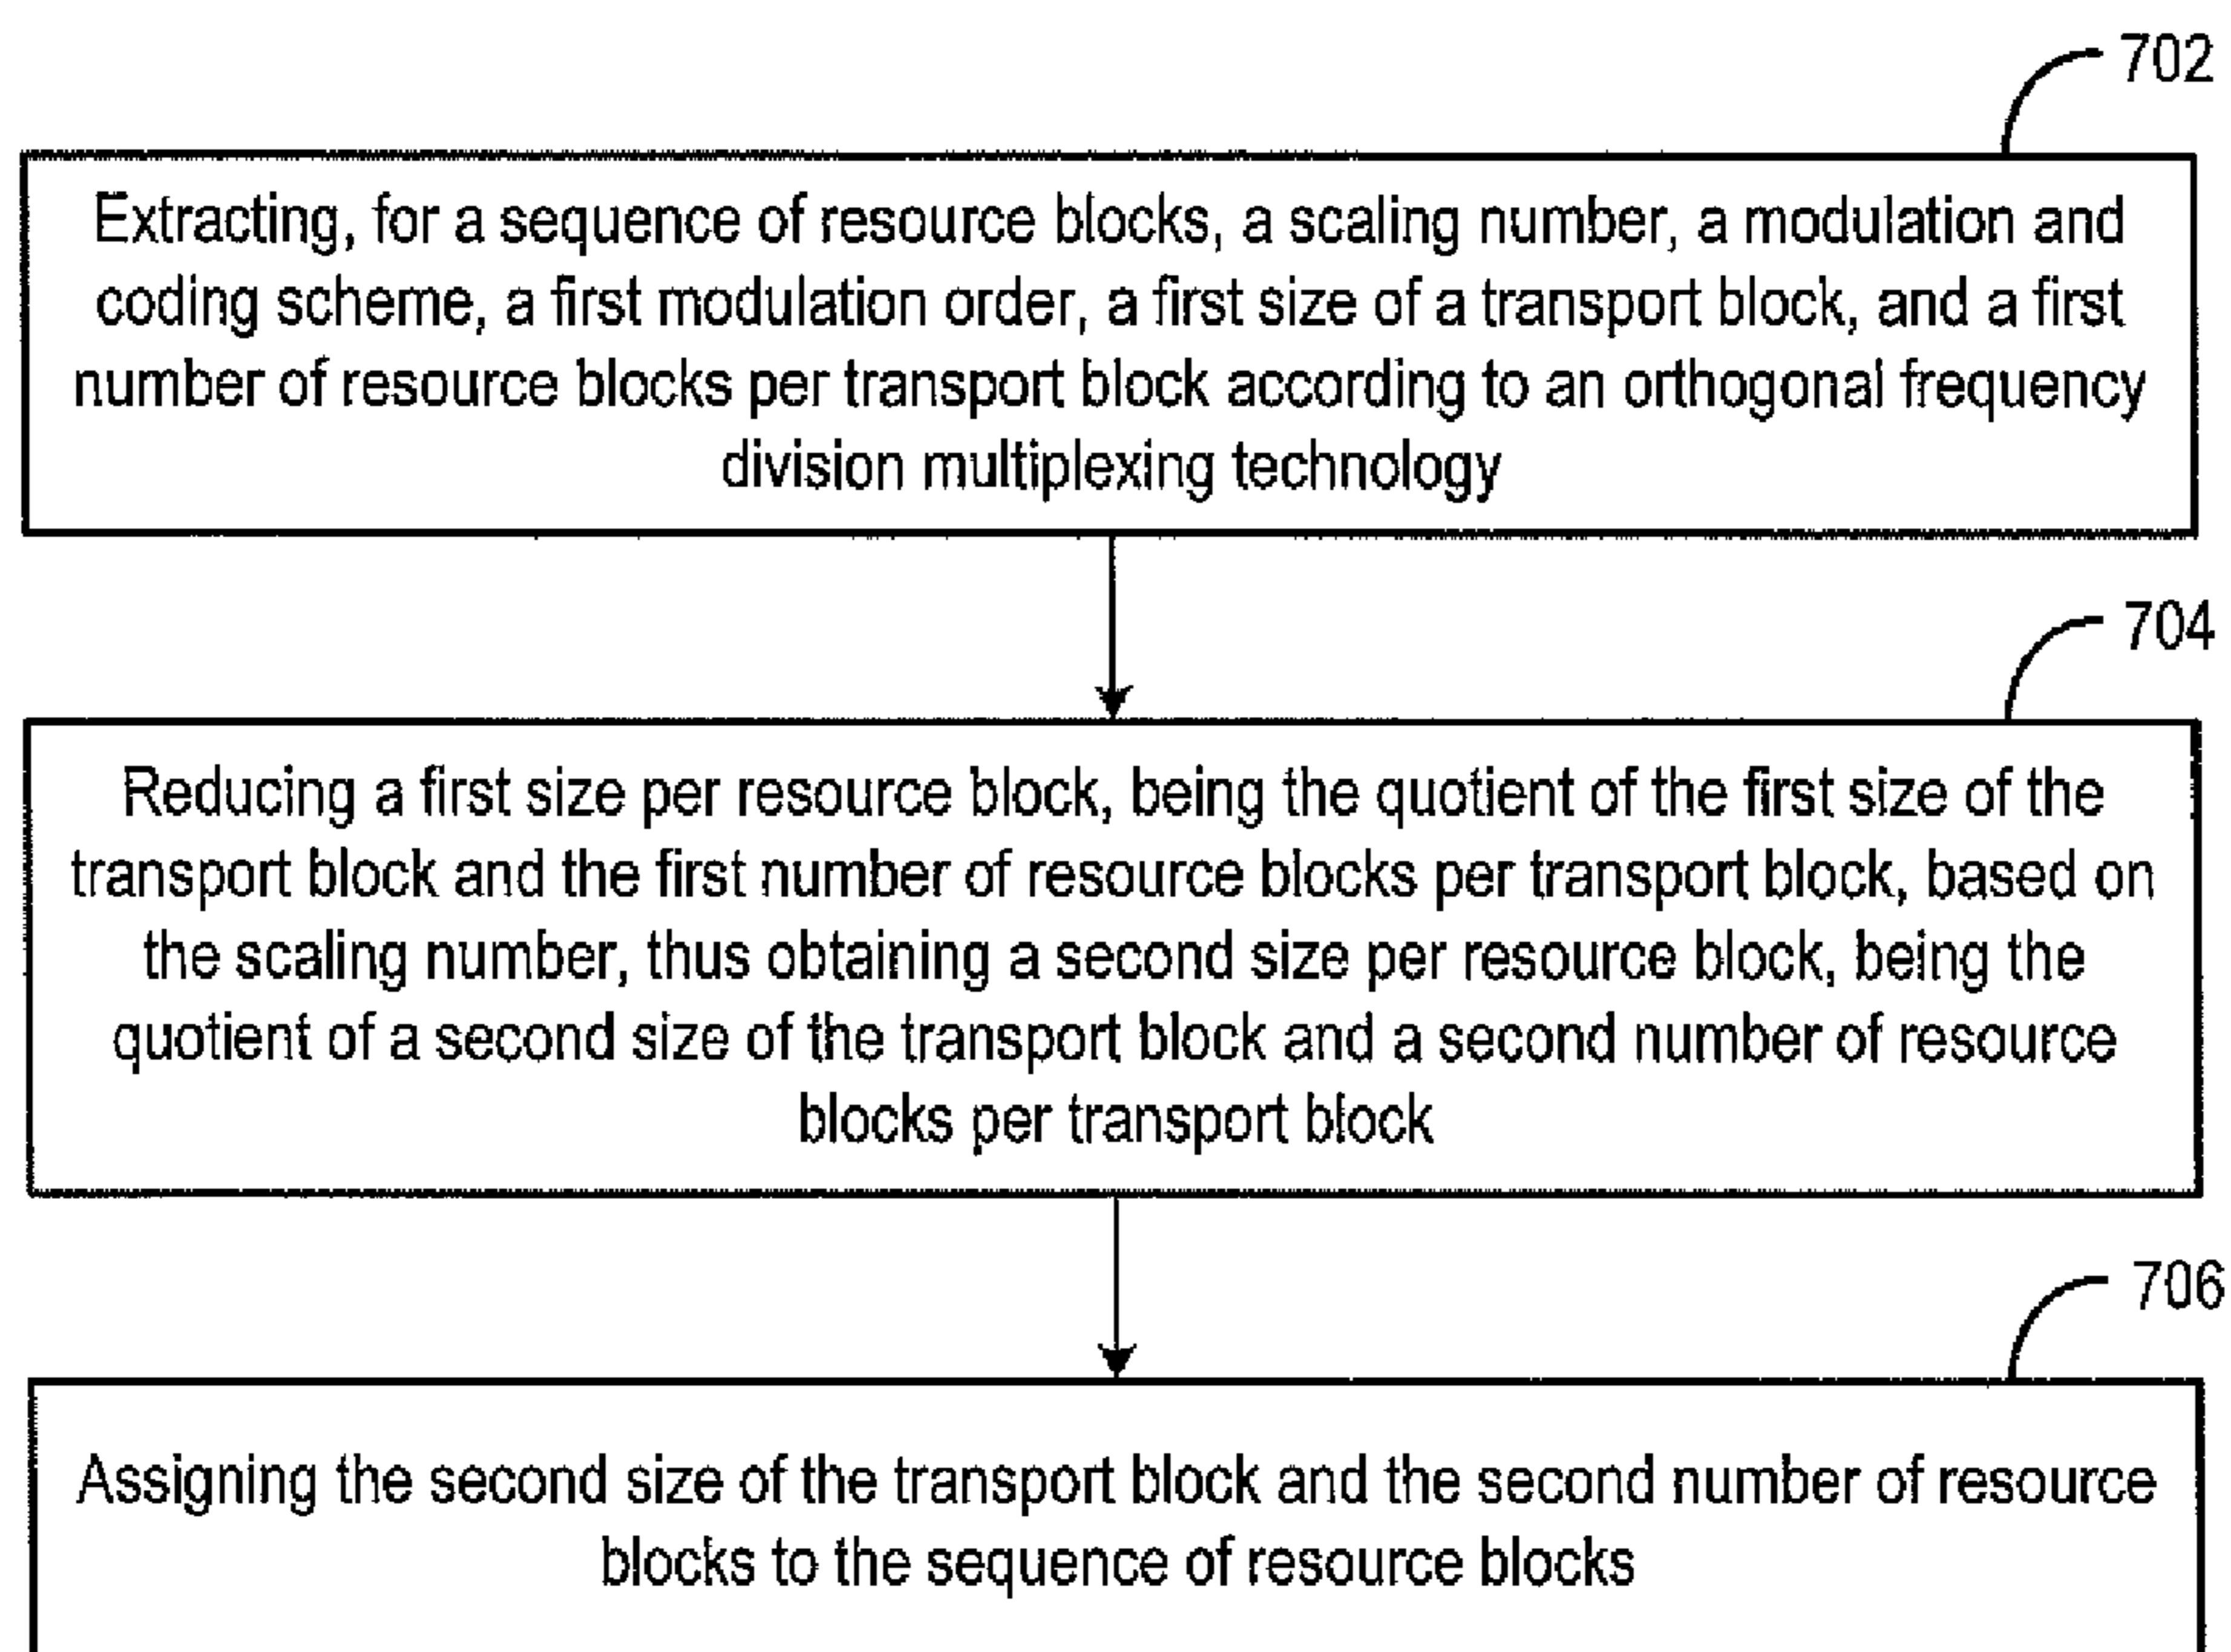 702
Extracting, for a sequence of resource blocks, a scaling number, a modulation and
coding scheme, a first modulation order, a first size of a transport block, and a first
number of resource blocks per transport block according to an orthogonal frequency
division multiplexing technology
704
Reducing a first size per resource block, being the quotient of the first size of the
transport block and the first number of resource blocks per transport block, based on
the scaling number, thus obtaining a second size per resource block, being the
quotient of a second size of the transport block and a second number of resource
blocks per transport block
706
Assigning the second size of the transport block and the second number of resource
blocks to the sequence of resource blocks